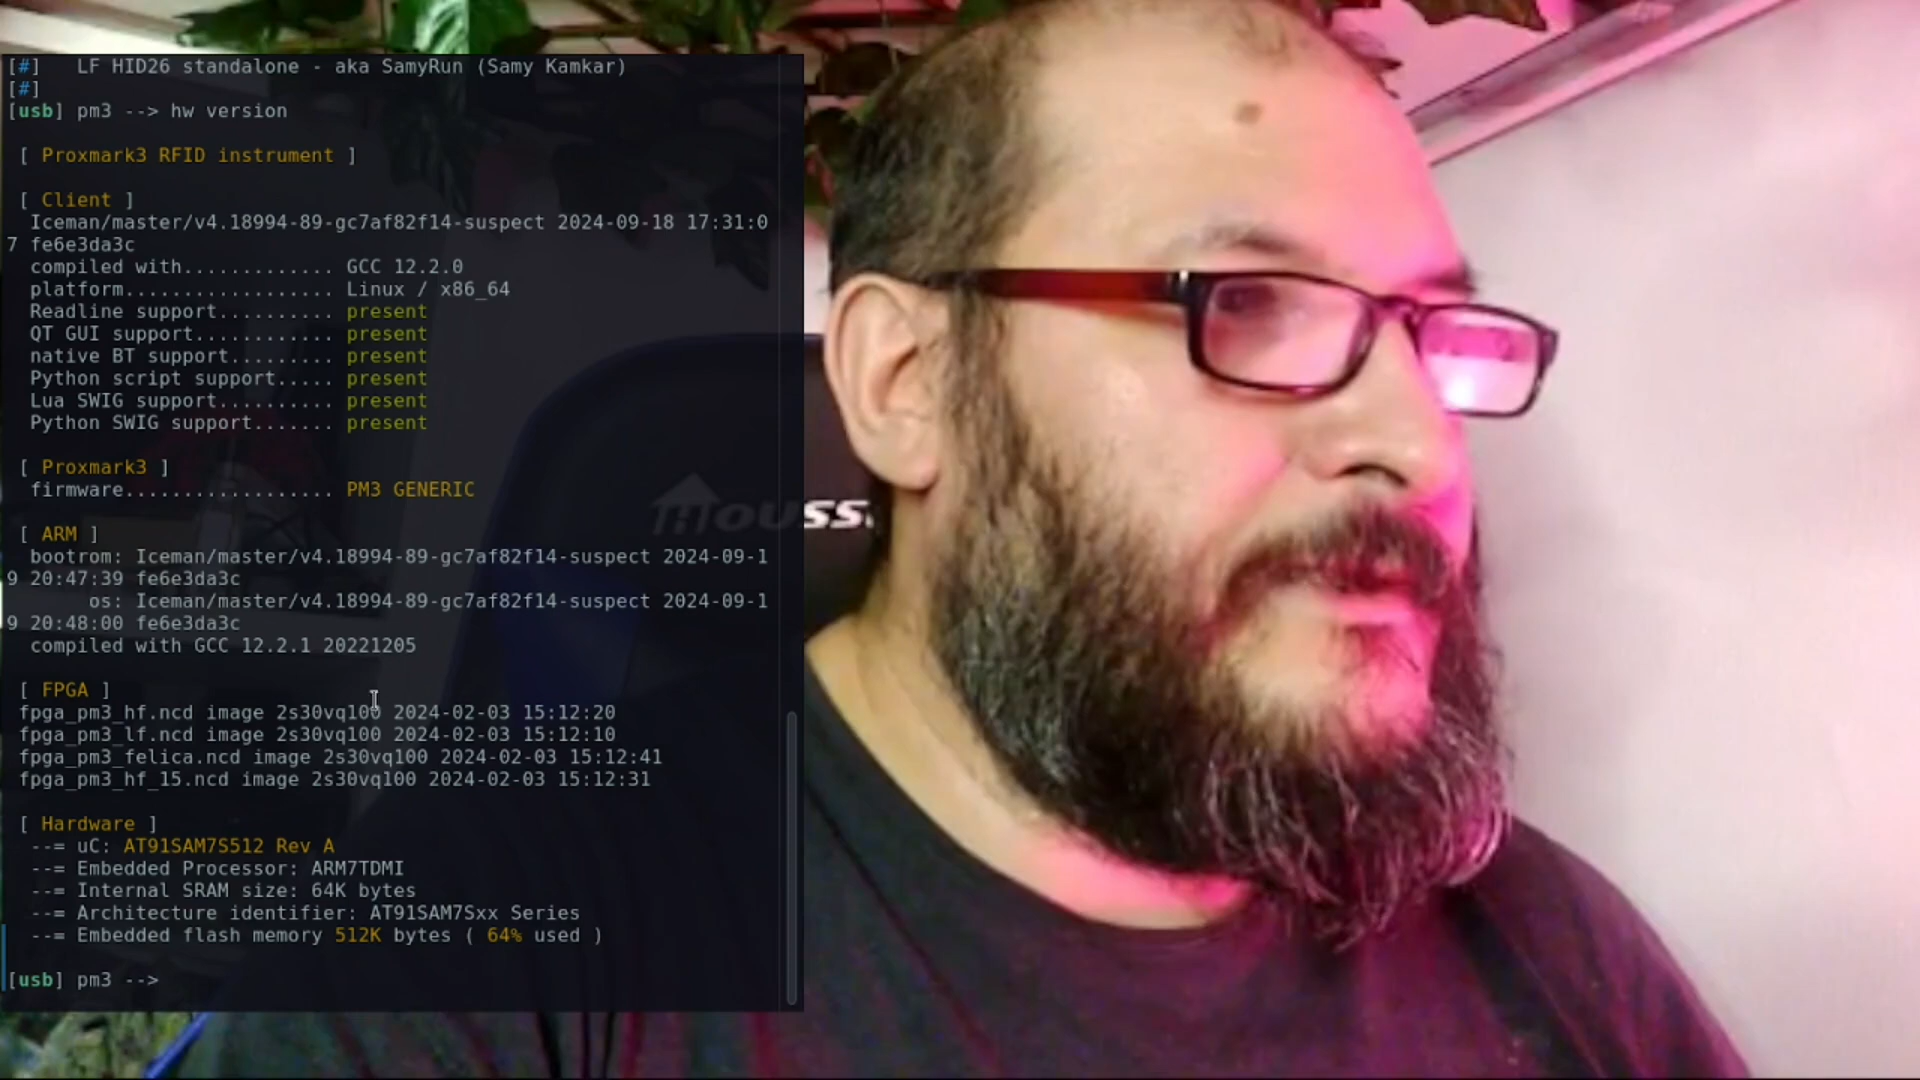 [#]   LF HID26 standalone - aka SamyRun (Samy Kamkar)
[#]
[usb] pm3 --> hw version
[ Proxmark3 RFID instrument ]
[ Client ]
Iceman/master/v4.18994-89-gc7af82f14-suspect 2024-09-18 17:31:0
7 fe6e3da3c
compiled with............. GCC 12.2.0
platform.................. Linux / x86_64
Readline support.......... present
QT GUI support............ present
native BT support......... present
Python script support..... present
Lua SWIG support.......... present
Python SWIG support....... present
[ Proxmark3 ]
firmware.................. PM3 GENERIC
[ ARM ]
bootrom: Iceman/master/v4.18994-89-gc7af82f14-suspect 2024-09-1
9 20:47:39 fe6e3da3c
os: Iceman/master/v4.18994-89-gc7af82f14-suspect 2024-09-1
9 20:48:00 fe6e3da3c
compiled with GCC 12.2.1 20221205
[ FPGA ]
fpga_pm3_hf.ncd image 2s30vq100 2024-02-03 15:12:20
fpga_pm3_lf.ncd image 2s30vq100 2024-02-03 15:12:10
fpga_pm3_felica.ncd image 2s30vq100 2024-02-03 15:12:41
fpga_pm3_hf_15.ncd image 2s30vq100 2024-02-03 15:12:31
[ Hardware ]
--= uC: AT91SAM7S512 Rev A
--= Embedded Processor: ARM7TDMI
--= Internal SRAM size: 64K bytes
--= Architecture identifier: AT91SAM7Sxx Series
--= Embedded flash memory 512K bytes ( 64% used )
[usb] pm3 -->